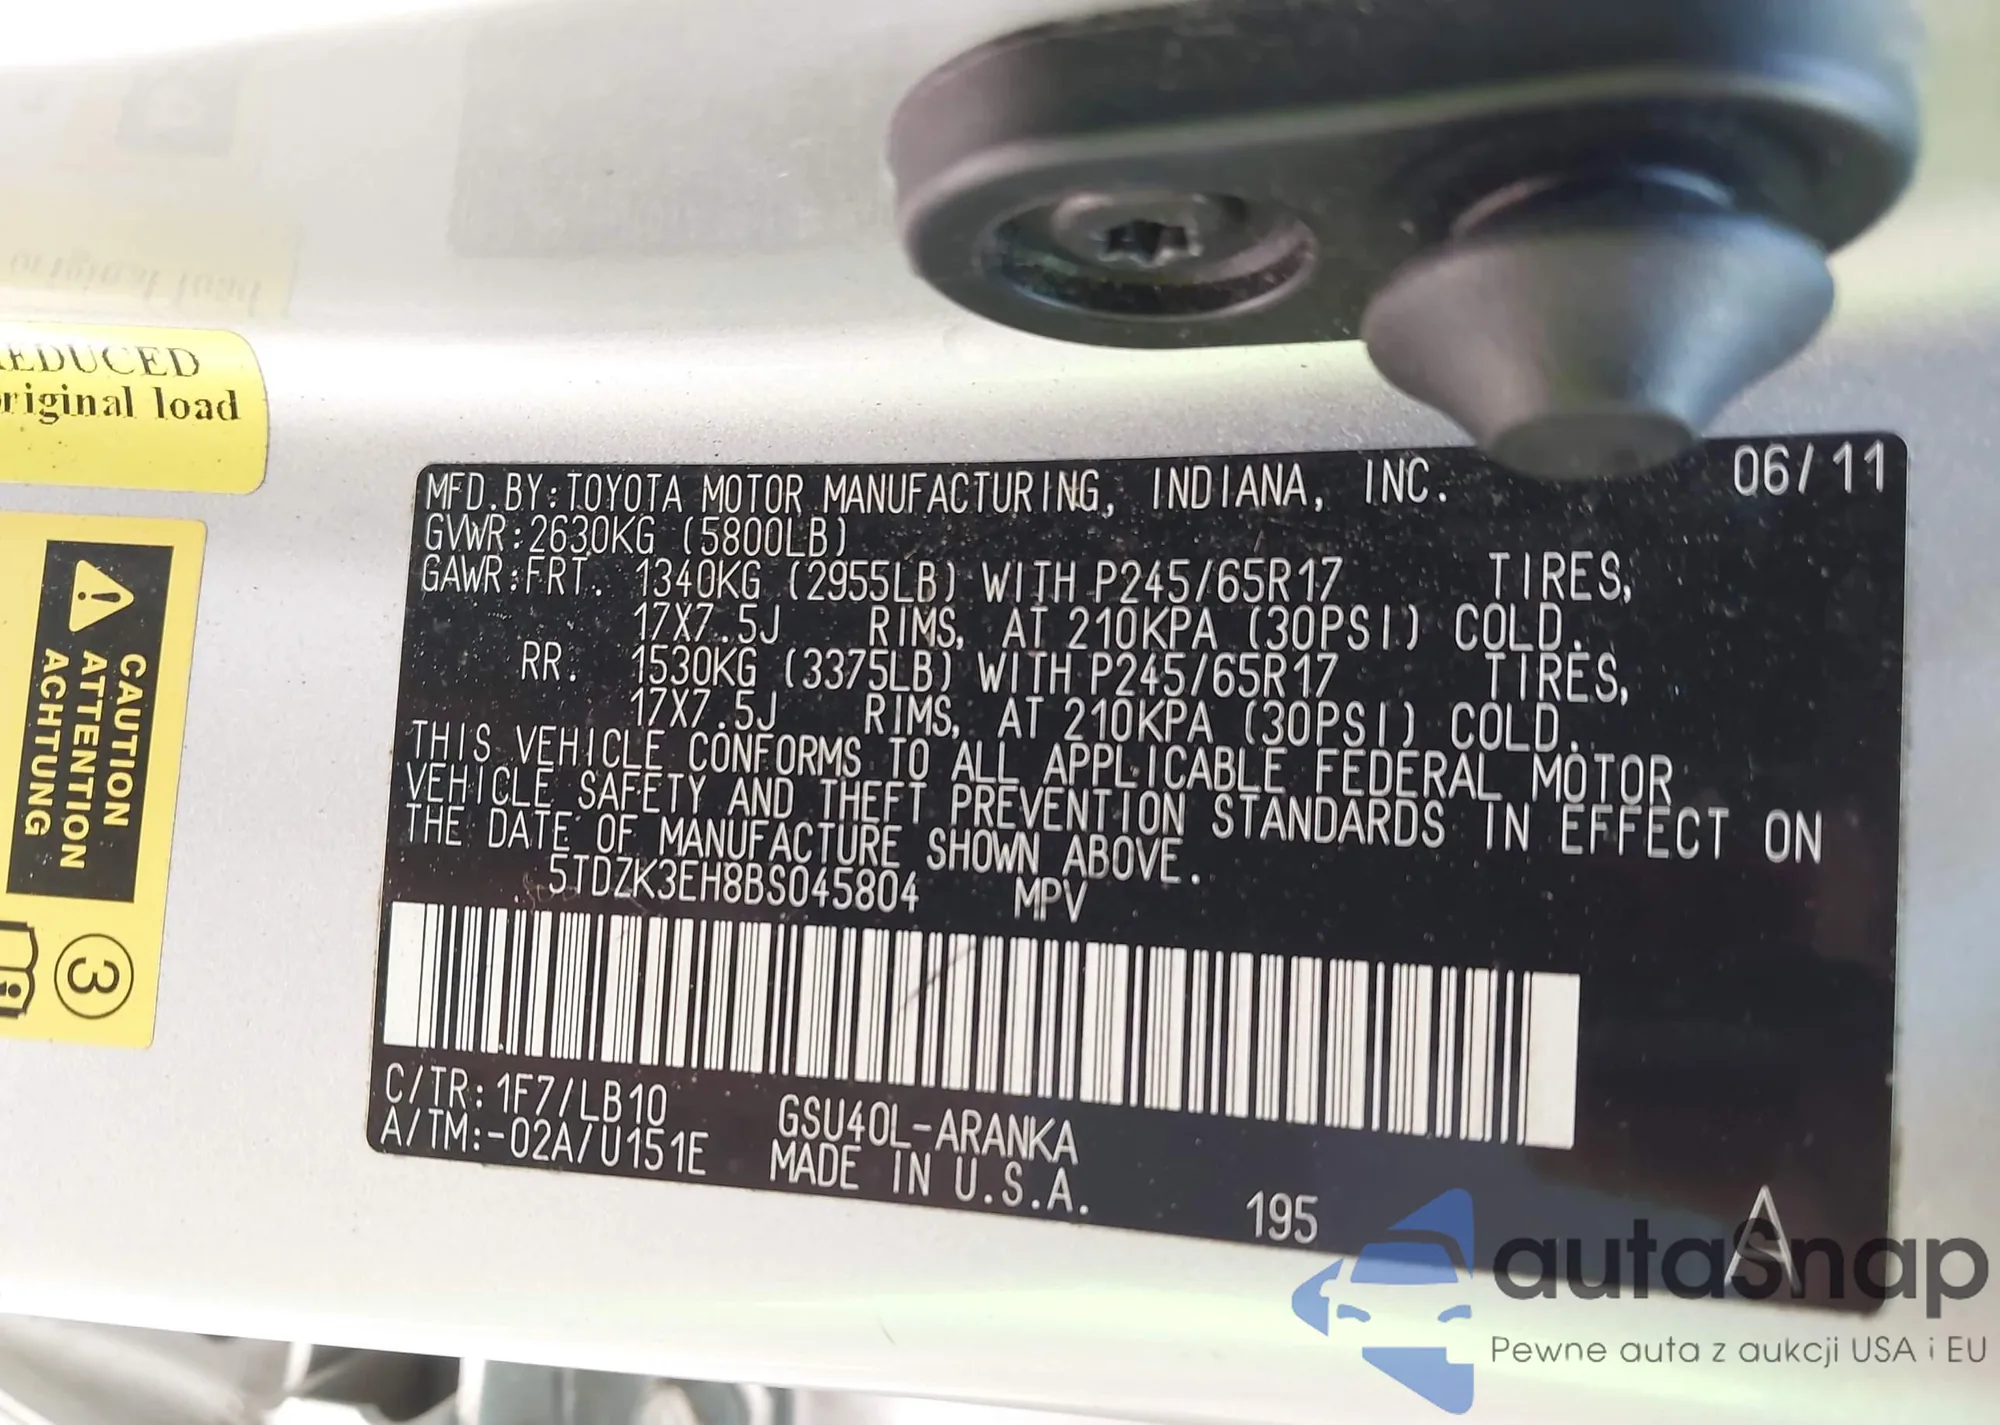 REDUCED
original load
CAUTION
ATTENTION
ACHTUNG
3
MFD.BY:TOYOTA MOTOR MANUFACTURING, INDIANA, INC. 06/11
GVWR:2630KG (5800LB)
GAWR:FRT. 1340KG (2955LB) WITH P245/65R17 TIRES,
17X7.5J RIMS, AT 210KPA (30PSI) COLD.
RR. 1530KG (3375LB) WITH P245/65R17 TIRES,
17X7.5J RIMS, AT 210KPA (30PSI) COLD.
THIS VEHICLE CONFORMS TO ALL APPLICABLE FEDERAL MOTOR
VEHICLE SAFETY AND THEFT PREVENTION STANDARDS IN EFFECT ON
THE DATE OF MANUFACTURE SHOWN ABOVE.
5TDZK3EH8BS045804 MPV
C/TR:1F7/LB10
A/TM:-02A/U151E
GSU40L-ARANKA
MADE IN U.S.A.
195
A
autasnap
Pewne auta z aukcji USA i EU